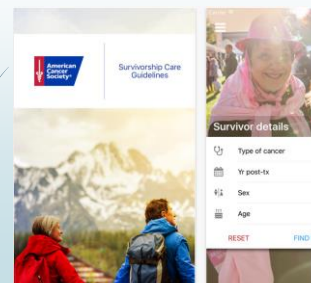 American
Cancer
Society®
Survivorship Care
Guidelines
Survivor details
Type of cancer
Yr post-tx
Sex
Age
RESET
FIND